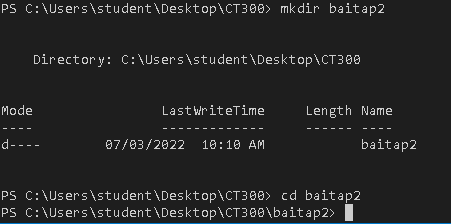 PS C:\Users\student\Desktop\CT300> mkdir baitap2
Directory: C:\Users\student\Desktop\CT300
Mode LastWriteTime Length Name
---- ------------- ------ ----
d---- 07/03/2022 10:10 AM baitap2
PS C:\Users\student\Desktop\CT300> cd baitap2
PS C:\Users\student\Desktop\CT300\baitap2>